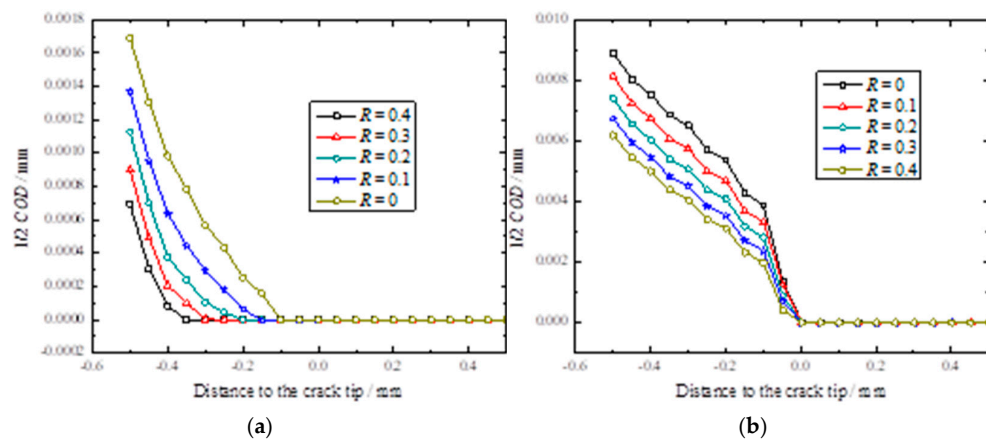 0.0018
0.0016
0.0014
0.0012
0.0010
0.0008
0.0006
0.0004
0.0002
0.0000
-0.0002
1/2 COD / mm
R = 0.4
R = 0.3
R = 0.2
R = 0.1
R = 0
-0.6 -0.4 -0.2 0.0 0.2 0.4
Distance to the crack tip / mm
(a)
0.010
0.008
0.006
0.004
0.002
0.000
1/2 COD / mm
R = 0
R = 0.1
R = 0.2
R = 0.3
R = 0.4
-0.6 -0.4 -0.2 0.0 0.2 0.4
Distance to the crack tip / mm
(b)